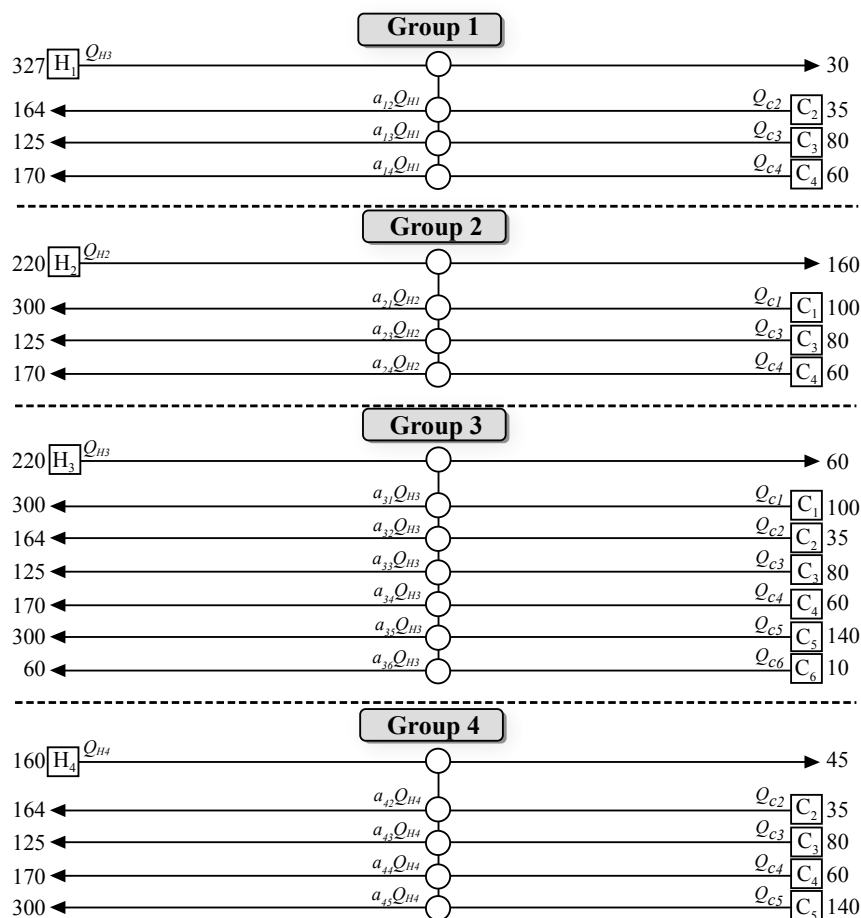 Group 1
327 H1 QH3 30
164 a12QH1 Qc2 C2 35
125 a13QH1 Qc3 C3 80
170 a14QH1 Qc4 C4 60
Group 2
220 H2 QH2 160
300 a21QH2 Qc1 C1 100
125 a23QH2 Qc3 C3 80
170 a24QH2 Qc4 C4 60
Group 3
220 H3 QH3 60
300 a31QH3 Qc1 C1 100
164 a32QH3 Qc2 C2 35
125 a33QH3 Qc3 C3 80
170 a34QH3 Qc4 C4 60
300 a35QH3 Qc5 C5 140
60 a36QH3 Qc6 C6 10
Group 4
160 H4 QH4 45
164 a42QH4 Qc2 C2 35
125 a43QH4 Qc3 C3 80
170 a44QH4 Qc4 C4 60
300 a45QH4 Qc5 C5 140